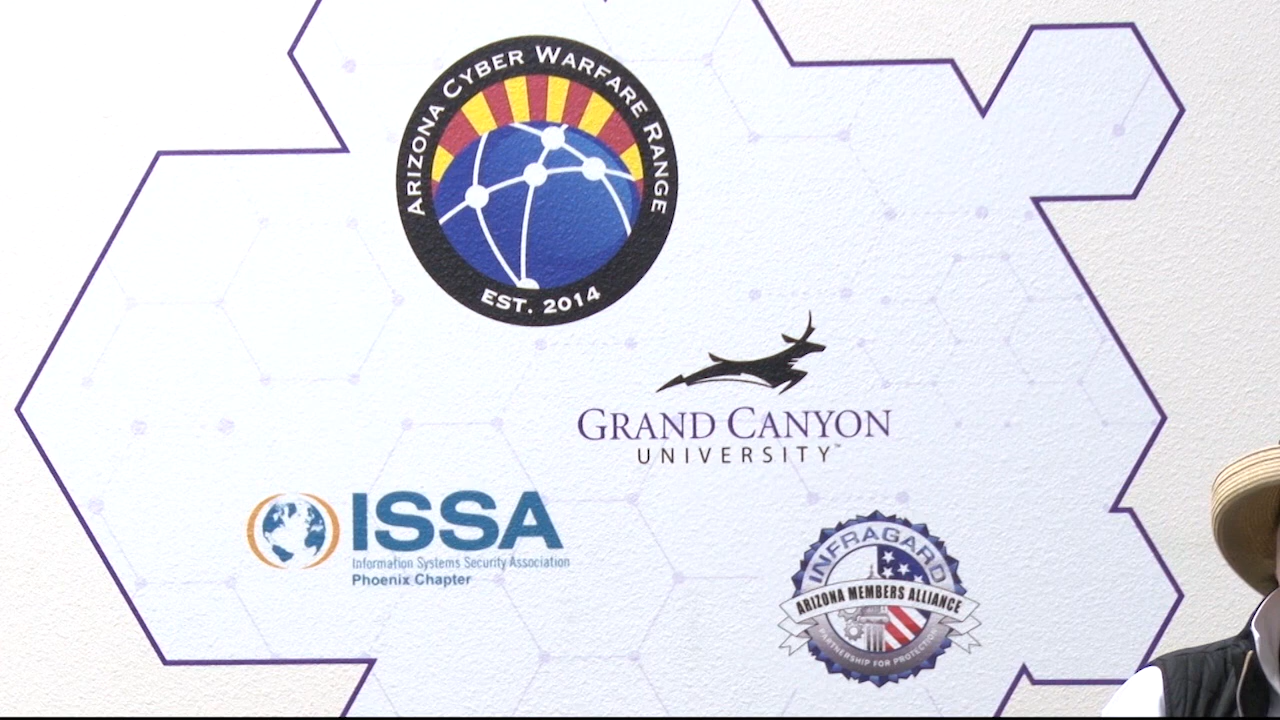 ARIZONA CYBER WARFARE RANGE
EST. 2014
GRAND CANYON
UNIVERSITY™
ISSA
Information Systems Security Association
Phoenix Chapter
INFRAGARD
ARIZONA MEMBERS ALLIANCE
PARTNERSHIP FOR PROTECTION